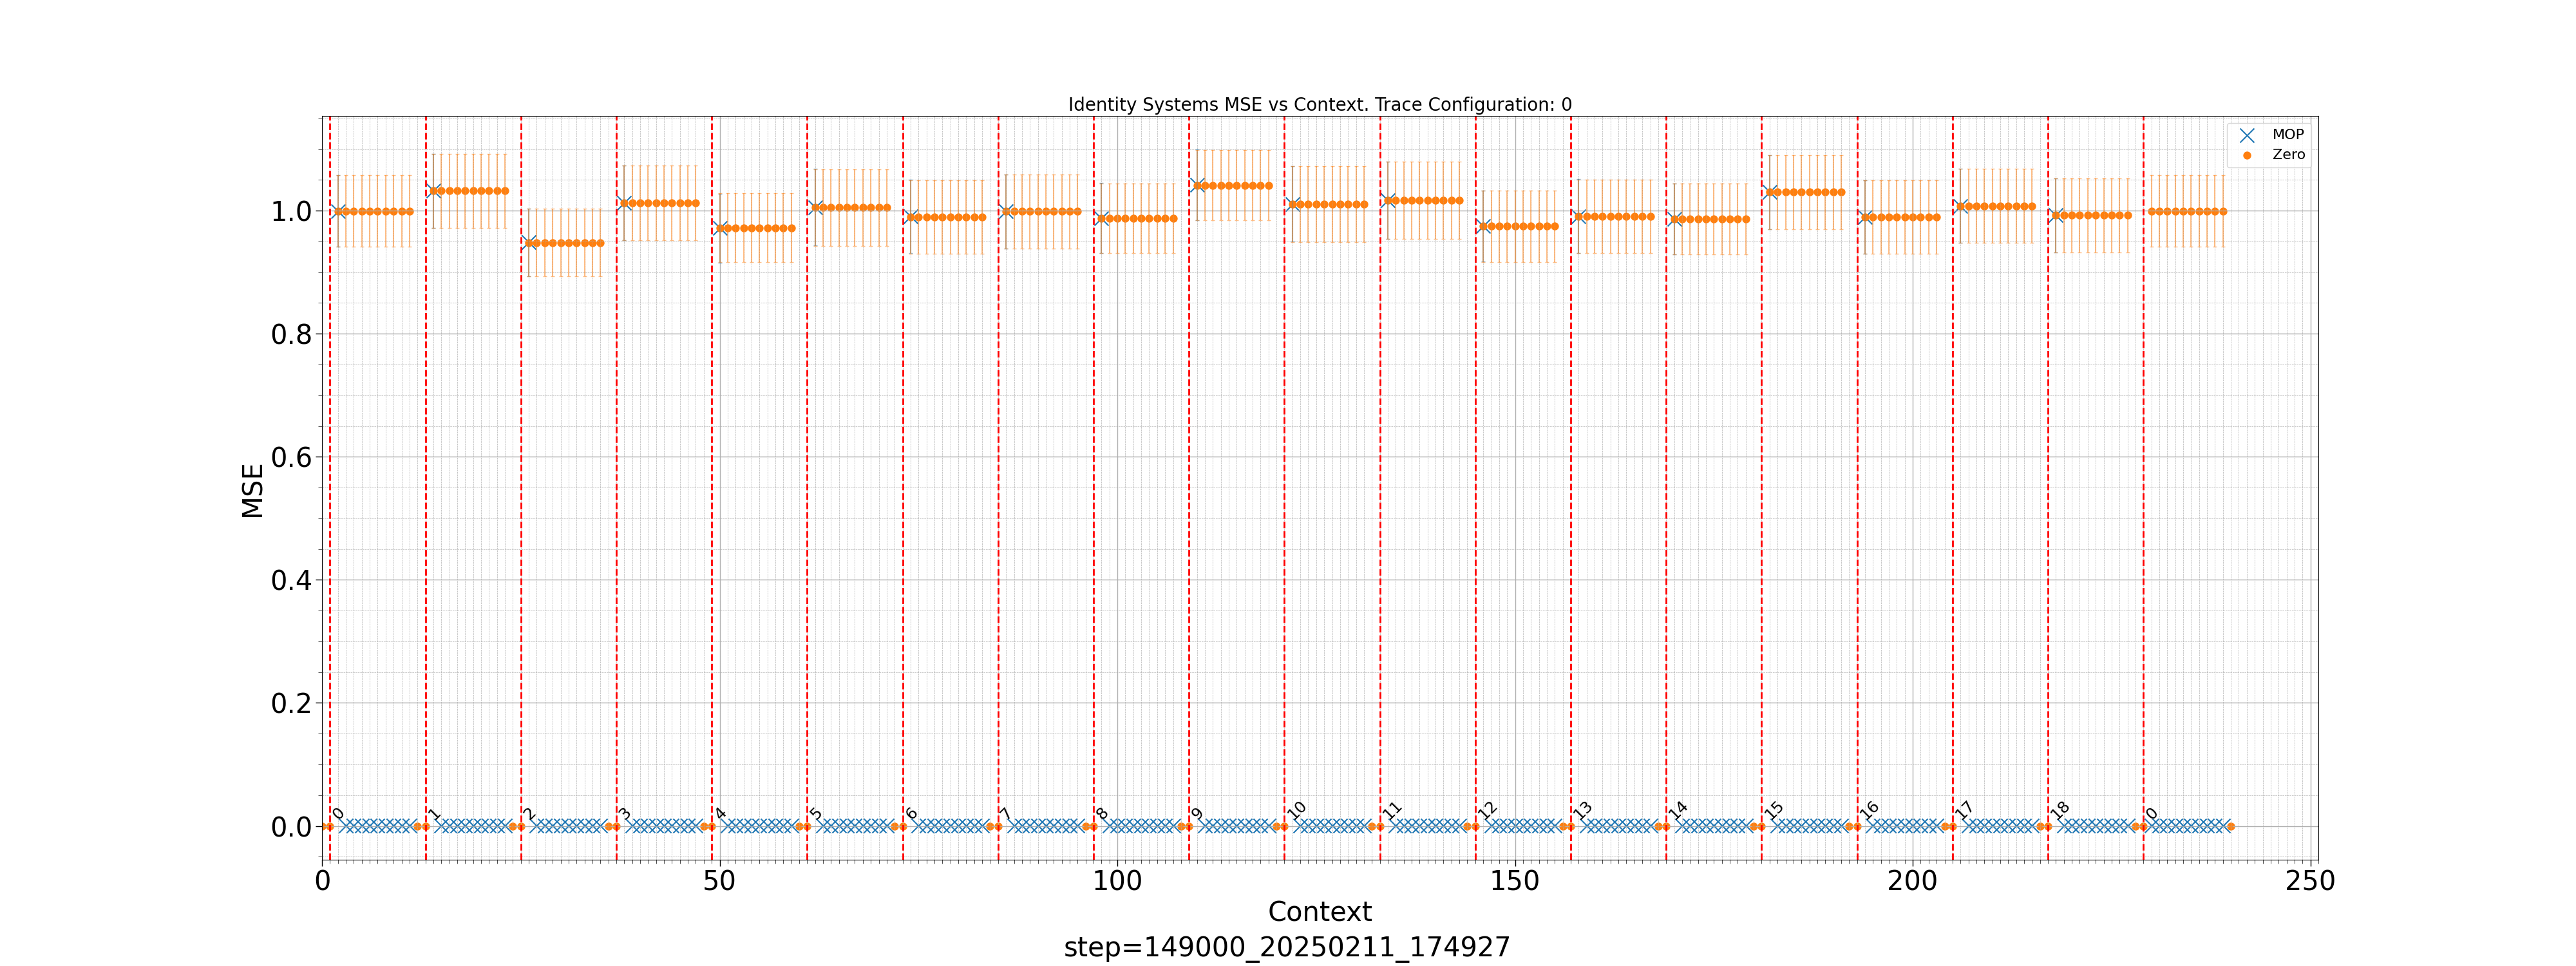 Identity Systems MSE vs Context. Trace Configuration: 0
MOP
Zero
1.0
0.8
0.6
0.4
0.2
0.0
MSE
0 1 2 3 4 5 6 7 8 9 10 11 12 13 14 15 16 17 18 0
0 50 100 150 200 250
Context
step=149000_20250211_174927